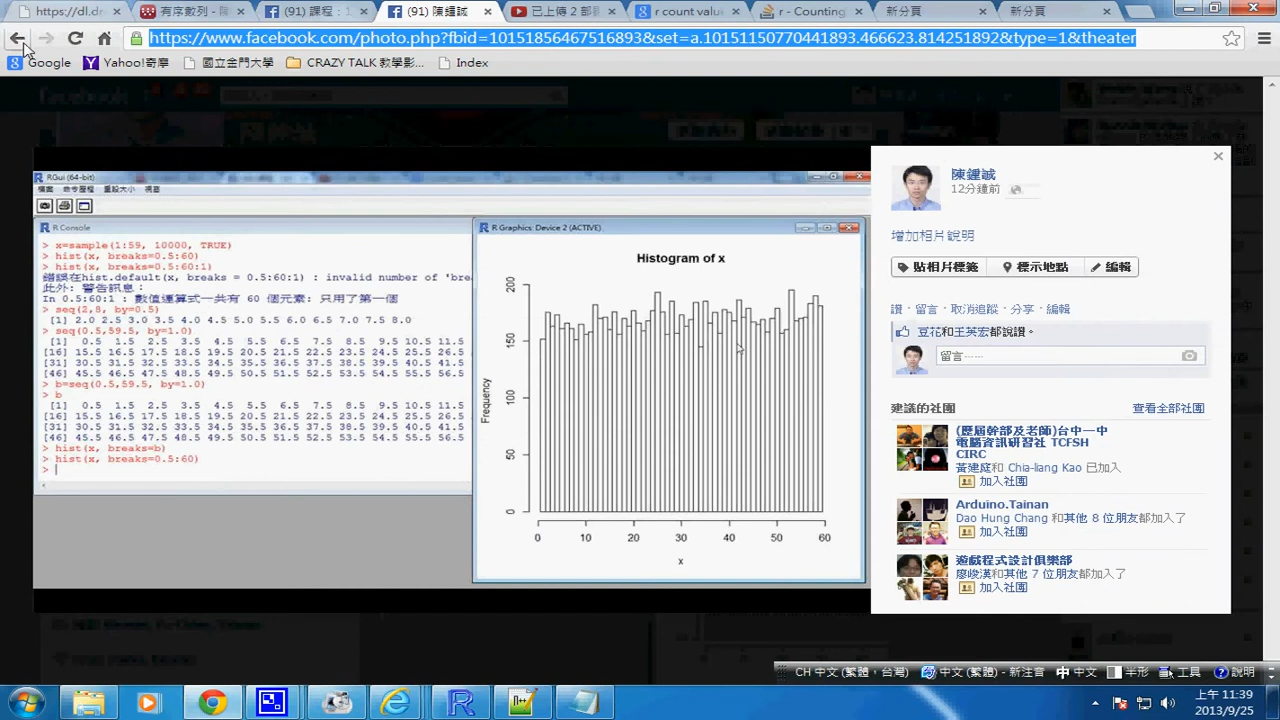 https://dl.dr
有序數列 - 陳
(91) 課程：1
(91) 陳鍾誠
已上傳 2 部影
r count value
r - Counting
新分頁
新分頁
https://www.facebook.com/photo.php?fbid=10151856467516893&set=a.10151150770441893.466623.814251892&type=1&theater
Google
Yahoo!奇摩
國立金門大學
CRAZY TALK 教學影...
Index
RGui (64-bit)
檔案 命令歷程 重設大小 視窗
R Console
> x=sample(1:59, 10000, TRUE)
> hist(x, breaks=0.5:60)
> hist(x, breaks=0.5:60:1)
錯誤在hist.default(x, breaks = 0.5:60:1) : invalid number of 'bre
此外: 警告訊息：
In 0.5:60:1 : 數值運算式一共有 60 個元素: 只用了第一個
> seq(2,8, by=0.5)
[1] 2.0 2.5 3.0 3.5 4.0 4.5 5.0 5.5 6.0 6.5 7.0 7.5 8.0
> seq(0.5,59.5, by=1.0)
[1] 0.5 1.5 2.5 3.5 4.5 5.5 6.5 7.5 8.5 9.5 10.5 11.5
[16] 15.5 16.5 17.5 18.5 19.5 20.5 21.5 22.5 23.5 24.5 25.5 26.5
[31] 30.5 31.5 32.5 33.5 34.5 35.5 36.5 37.5 38.5 39.5 40.5 41.5
[46] 45.5 46.5 47.5 48.5 49.5 50.5 51.5 52.5 53.5 54.5 55.5 56.5
> b=seq(0.5,59.5, by=1.0)
> b
[1] 0.5 1.5 2.5 3.5 4.5 5.5 6.5 7.5 8.5 9.5 10.5 11.5
[16] 15.5 16.5 17.5 18.5 19.5 20.5 21.5 22.5 23.5 24.5 25.5 26.5
[31] 30.5 31.5 32.5 33.5 34.5 35.5 36.5 37.5 38.5 39.5 40.5 41.5
[46] 45.5 46.5 47.5 48.5 49.5 50.5 51.5 52.5 53.5 54.5 55.5 56.5
> hist(x, breaks=b)
> hist(x, breaks=0.5:60)
>
R Graphics: Device 2 (ACTIVE)
Histogram of x
Frequency
200
150
100
50
0
0 10 20 30 40 50 60
x
陳鍾誠
12分鐘前
增加相片說明
貼相片標籤
標示地點
編輯
讚 · 留言 · 取消追蹤 · 分享 · 編輯
豆花和王英宏都說讚。
留言......
建議的社團
查看全部社團
(歷屆幹部及老師)台中一中
電腦資訊研習社 TCFSH
CIRC
黃建庭和 Chia-liang Kao 已加入
加入社團
Arduino.Tainan
Dao Hung Chang 和其他 8 位朋友都加入了
加入社團
遊戲程式設計俱樂部
廖峻漢和其他 7 位朋友都加入了
加入社團
CH 中文 (繁體，台灣)
中文 (繁體) - 新注音
中 中文
半形
工具
說明
上午 11:39
2013/9/25